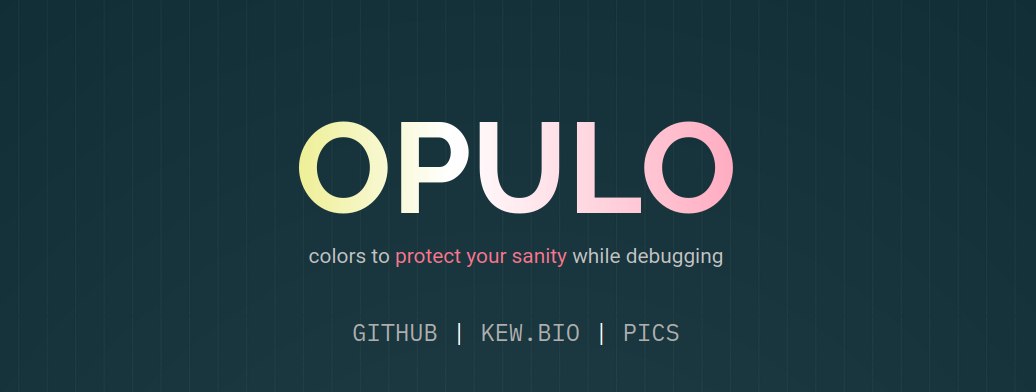 OPULO
colors to protect your sanity while debugging
GITHUB | KEW.BIO | PICS